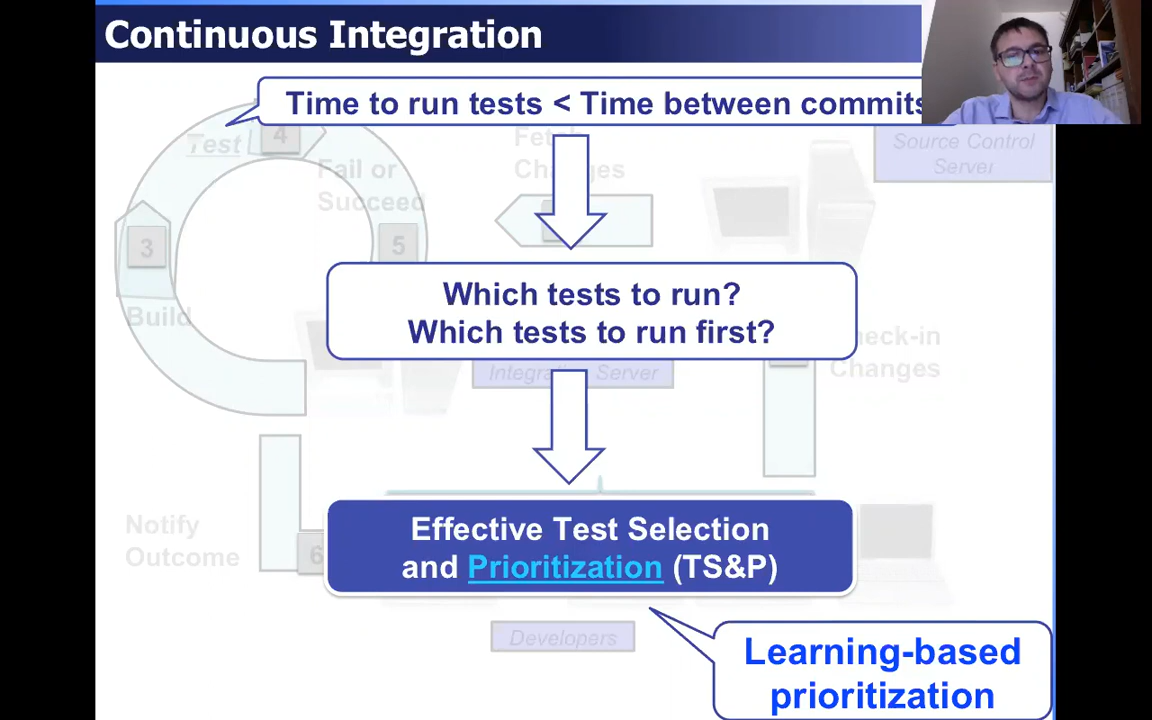 Continuous Integration
Time to run tests < Time between commits
Test
4
Fail or
Succeed
Changes
Source Control
Server
3
5
Build
Which tests to run?
Which tests to run first?
Integration Server
Changes
Notify
Outcome
6
Effective Test Selection
and Prioritization (TS&P)
Developers
Learning-based
prioritization